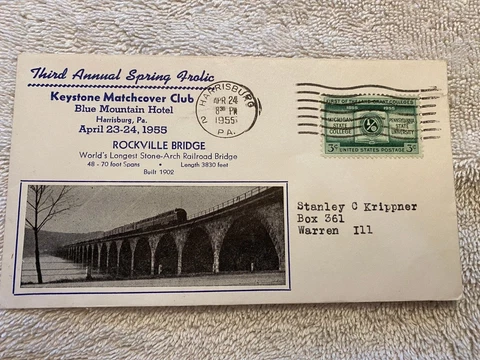 Third Annual Spring Frolic
Keystone Matchcover Club
Blue Mountain Hotel
Harrisburg, Pa.
April 23-24, 1955
ROCKVILLE BRIDGE
World's Longest Stone-Arch Railroad Bridge
48 - 70 foot Spans • Length 3830 feet
Built 1902
HARRISBURG
APR 24
8 30 PM
2 1955
PA.
FIRST OF THE LAND-GRANT COLLEGES
MICHIGAN STATE COLLEGE
PENNSYLVANIA STATE UNIVERSITY
3¢ UNITED STATES POSTAGE 3¢
Stanley C Krippner
Box 361
Warren Ill